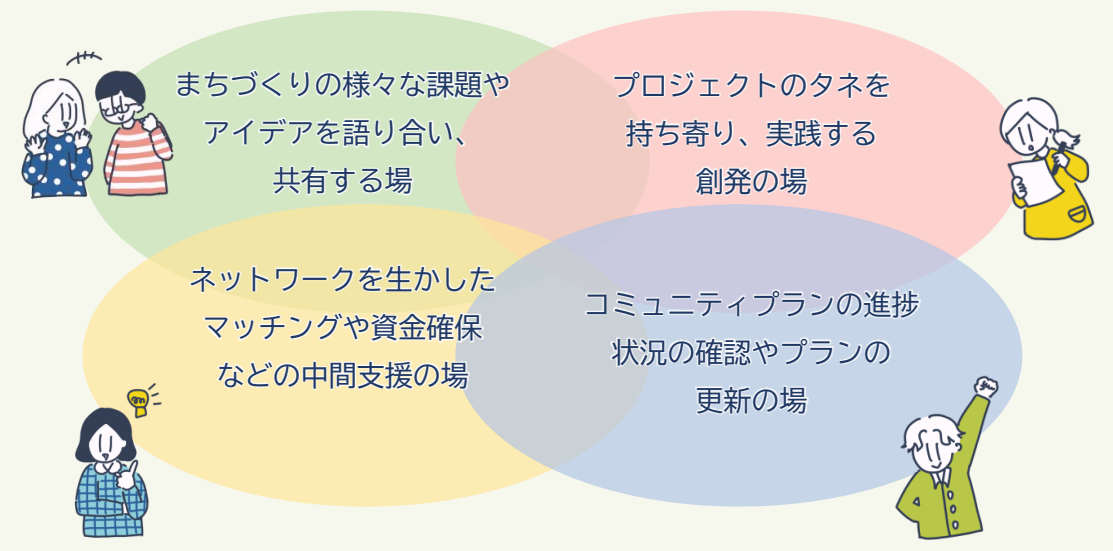 まちづくりの様々な課題や
アイデアを語り合い、
共有する場
プロジェクトのタネを
持ち寄り、実践する
創発の場
ネットワークを生かした
マッチングや資金確保
などの中間支援の場
コミュニティプランの進捗
状況の確認やプランの
更新の場